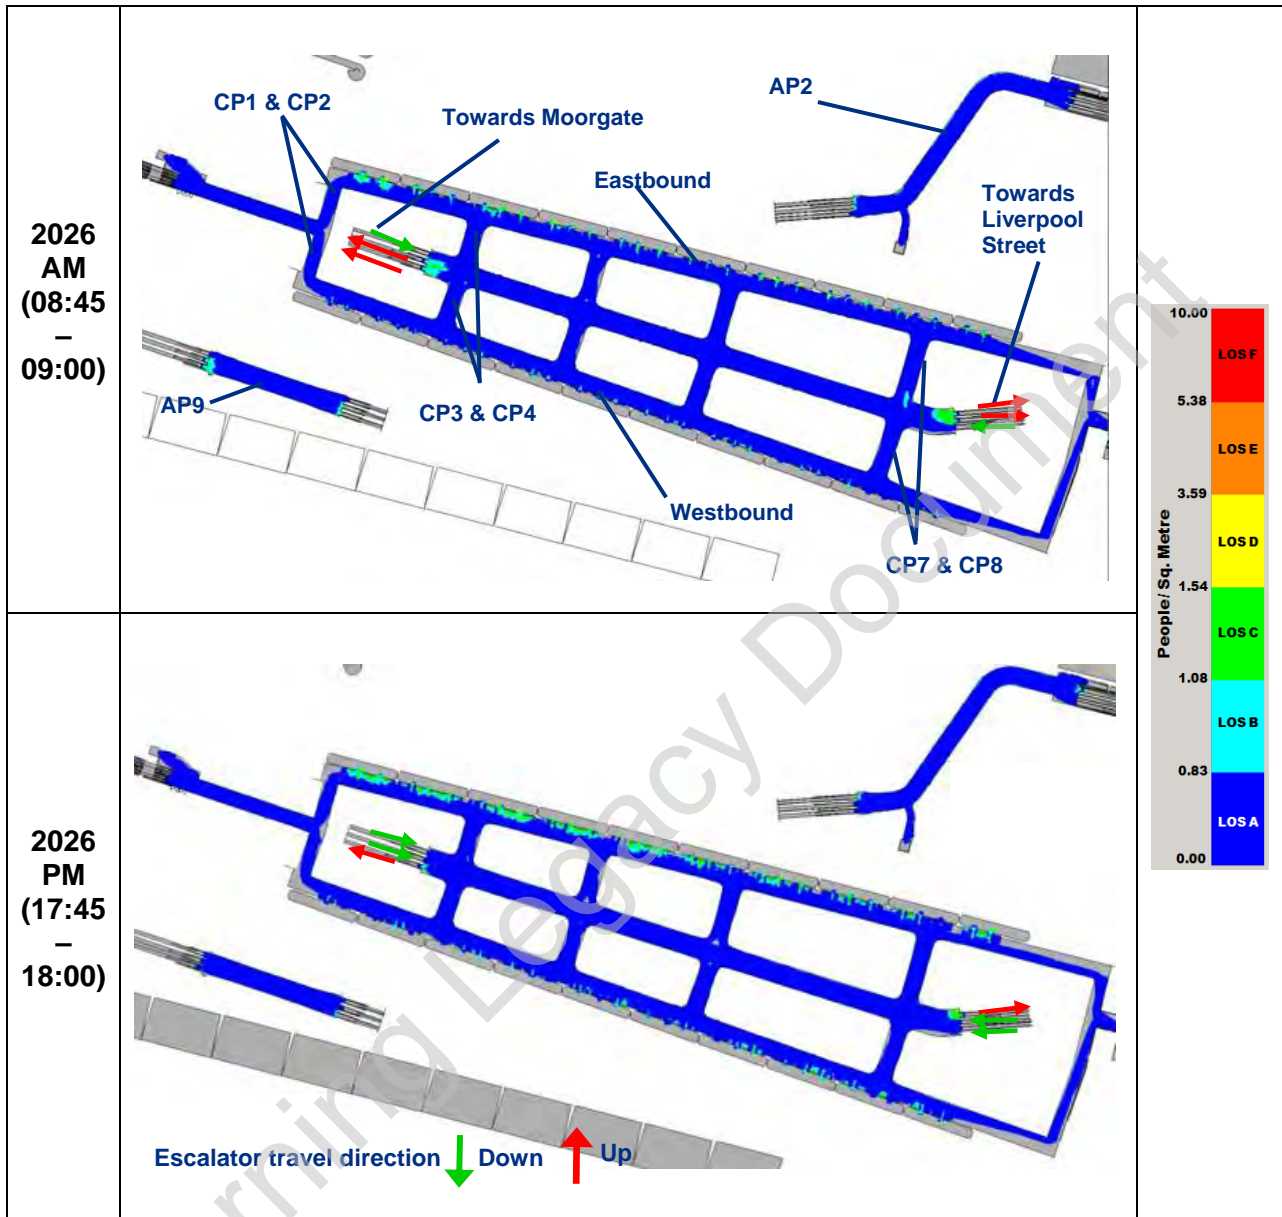 2026
AM
(08:45
–
09:00)
CP1 & CP2
Towards Moorgate
AP2
Eastbound
Towards
Liverpool
Street
AP9
CP3 & CP4
Westbound
CP7 & CP8
2026
PM
(17:45
–
18:00)
Escalator travel direction
Down
Up
People/ Sq. Metre
10.00
LOS F
5.38
LOS E
3.59
LOS D
1.54
LOS C
1.08
LOS B
0.83
LOS A
0.00
rning Legacy Document